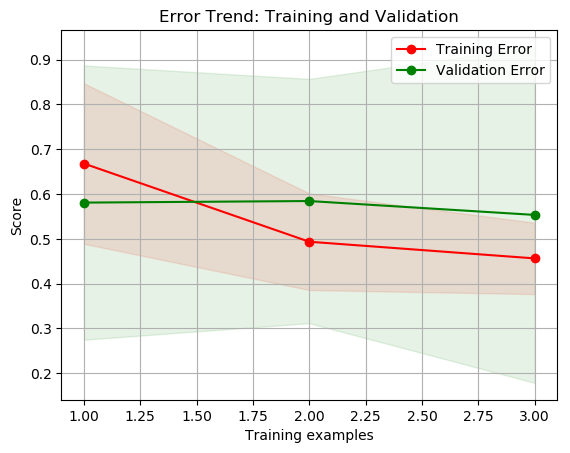 Error Trend: Training and Validation
Training Error
Validation Error
Score
0.9
0.8
0.7
0.6
0.5
0.4
0.3
0.2
1.00 1.25 1.50 1.75 2.00 2.25 2.50 2.75 3.00
Training examples